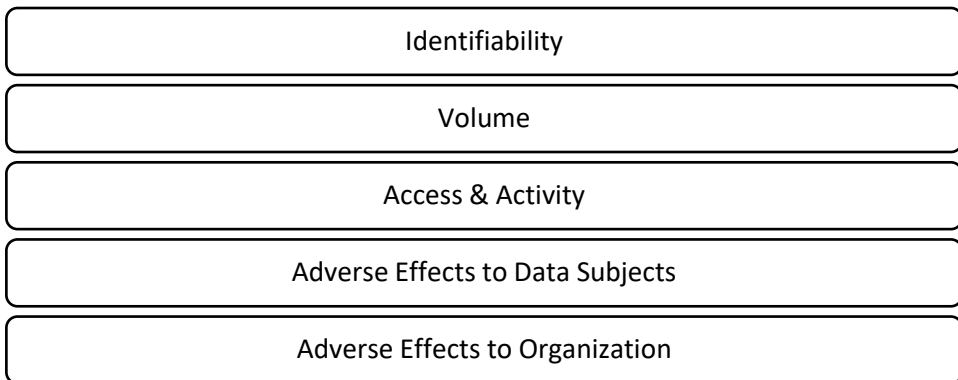 Identifiability
Volume
Access & Activity
Adverse Effects to Data Subjects
Adverse Effects to Organization